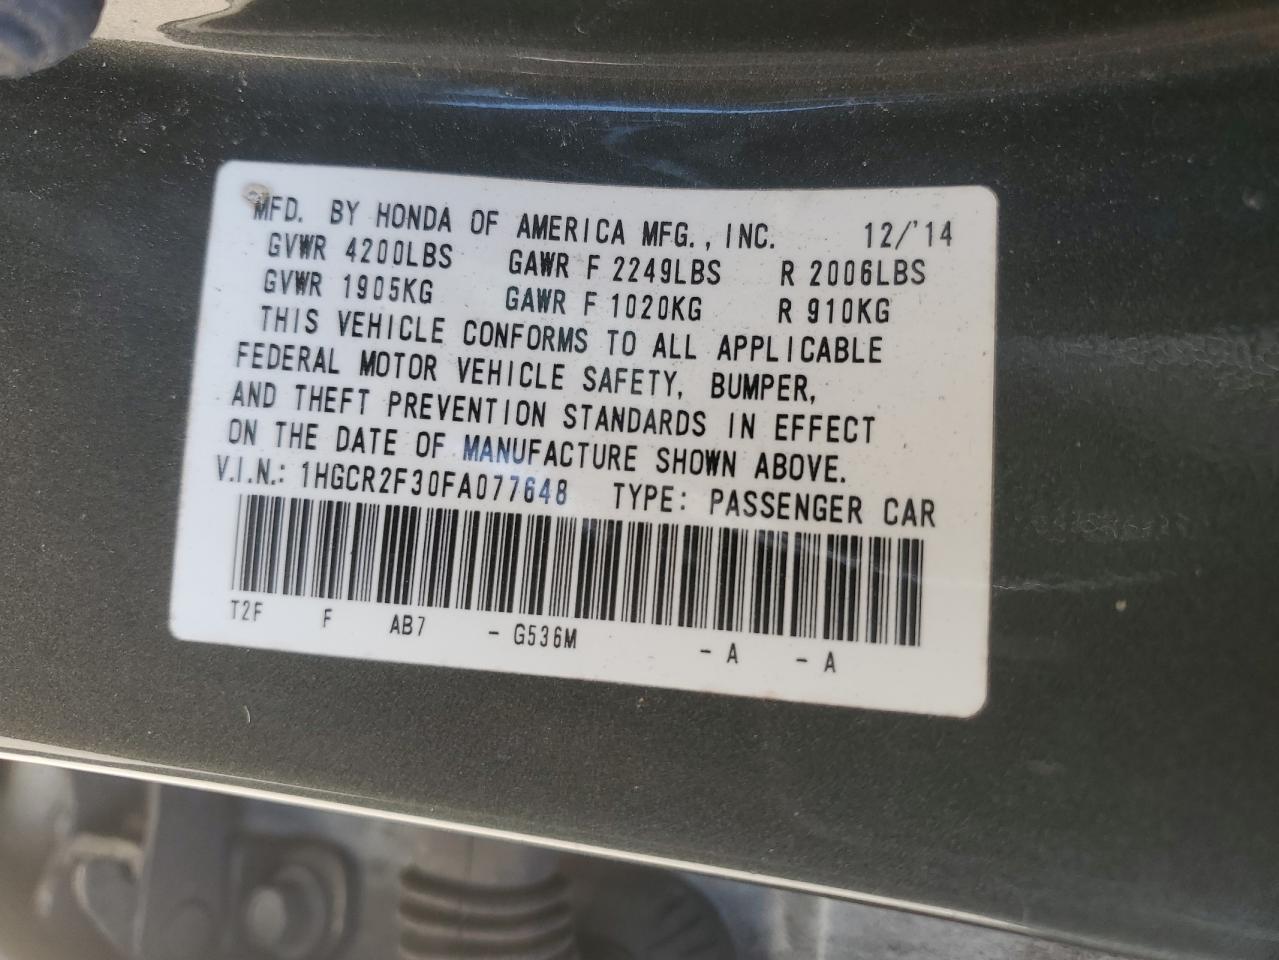 MFD. BY HONDA OF AMERICA MFG., INC. 12/'14
GVWR 4200LBS GAWR F 2249LBS R 2006LBS
GVWR 1905KG GAWR F 1020KG R 910KG
THIS VEHICLE CONFORMS TO ALL APPLICABLE
FEDERAL MOTOR VEHICLE SAFETY, BUMPER,
AND THEFT PREVENTION STANDARDS IN EFFECT
ON THE DATE OF MANUFACTURE SHOWN ABOVE.
V.I.N.: 1HGCR2F30FA077648 TYPE: PASSENGER CAR
T2F F AB7 - G536M - A - A